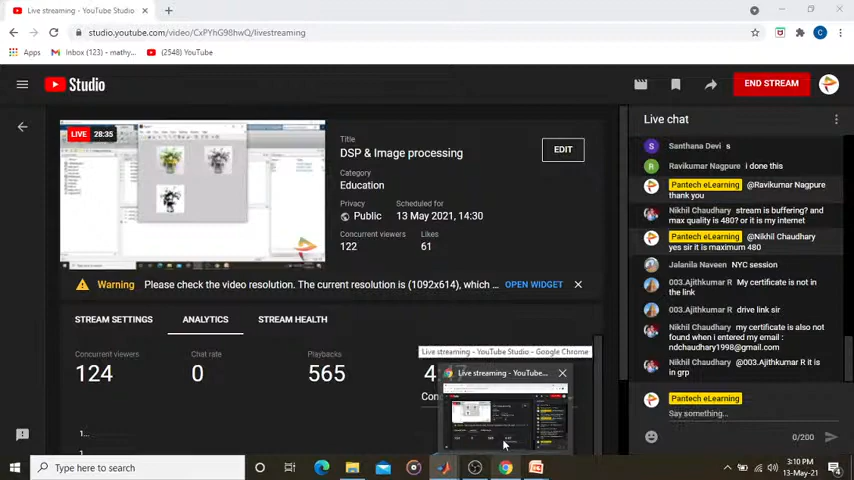 Live streaming - YouTube Studio
studio.youtube.com/video/CxPYhG98hwQ/livestreaming
Apps
Inbox (123) - mathy...
(2548) YouTube
Studio
END STREAM
LIVE 28:35
Title
DSP & Image processing
EDIT
Category
Education
Privacy
Scheduled for
Public
13 May 2021, 14:30
Concurrent viewers
Likes
122
61
Warning
Please check the video resolution. The current resolution is (1092x614), which ...
OPEN WIDGET
STREAM SETTINGS
ANALYTICS
STREAM HEALTH
Concurrent viewers
Chat rate
Playbacks
124
0
565
1...
Live streaming - YouTube Studio - Google Chrome
Live streaming - YouTube...
Live chat
Santhana Devi s
Ravikumar Nagpure i done this
Pantech eLearning @Ravikumar Nagpure
thank you
Nikhil Chaudhary stream is buffering? and
max quality is 480? or it is my internet
Pantech eLearning @Nikhil Chaudhary
yes sir it is maximum 480
Jalanila Naveen NYC session
003.Ajithkumar R My certificate is not in
the link
003.Ajithkumar R drive link sir
Nikhil Chaudhary my certificate is also not
found when i entered my email :
ndchaudhary1998@gmail.com
Nikhil Chaudhary @003.Ajithkumar R it is
in grp
Pantech eLearning
Say something...
0/200
Type here to search
3:10 PM
13-May-21